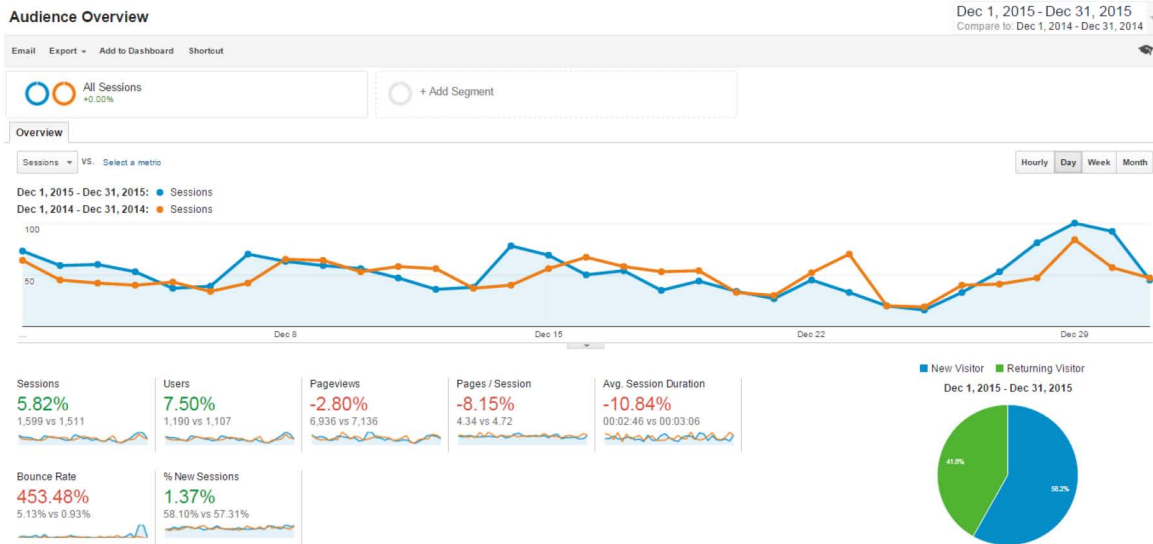 Audience Overview
Dec 1, 2015 - Dec 31, 2015
Compare to: Dec 1, 2014 - Dec 31, 2014
Email Export Add to Dashboard Shortcut
All Sessions
+0.00%
+ Add Segment
Overview
Sessions VS. Select a metric
Hourly Day Week Month
Dec 1, 2015 - Dec 31, 2015: Sessions
Dec 1, 2014 - Dec 31, 2014: Sessions
100
50
... Dec 8 Dec 15 Dec 22 Dec 29
Sessions
5.82%
1,599 vs 1,511
Users
7.50%
1,190 vs 1,107
Pageviews
-2.80%
6,936 vs 7,136
Pages / Session
-8.15%
4.34 vs 4.72
Avg. Session Duration
-10.84%
00:02:46 vs 00:03:06
Bounce Rate
453.48%
5.13% vs 0.93%
% New Sessions
1.37%
58.10% vs 57.31%
New Visitor Returning Visitor
Dec 1, 2015 - Dec 31, 2015
41.8%
58.2%